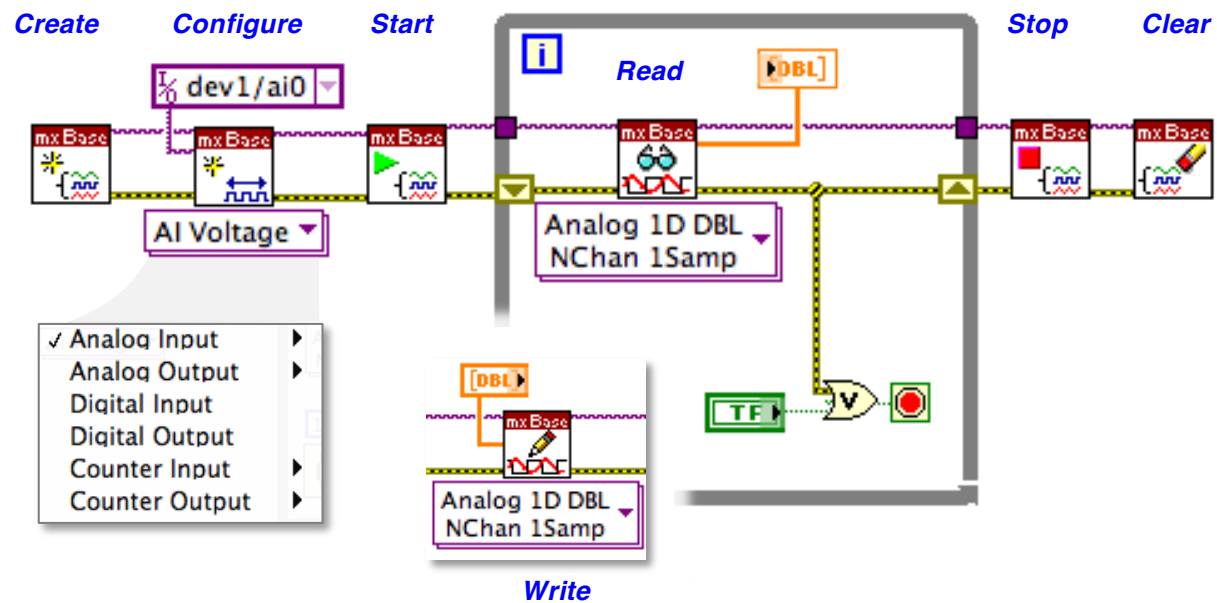 Create
Configure
Start
Stop
Clear
i
Read
[DBL]
I/O dev1/ai0
mx Base
mx Base
mx Base
mx Base
mx Base
mx Base
AI Voltage
Analog 1D DBL
NChan 1Samp
✓ Analog Input
Analog Output
Digital Input
Digital Output
Counter Input
Counter Output
[DBL]
mx Base
Analog 1D DBL
NChan 1Samp
TF
V
Write